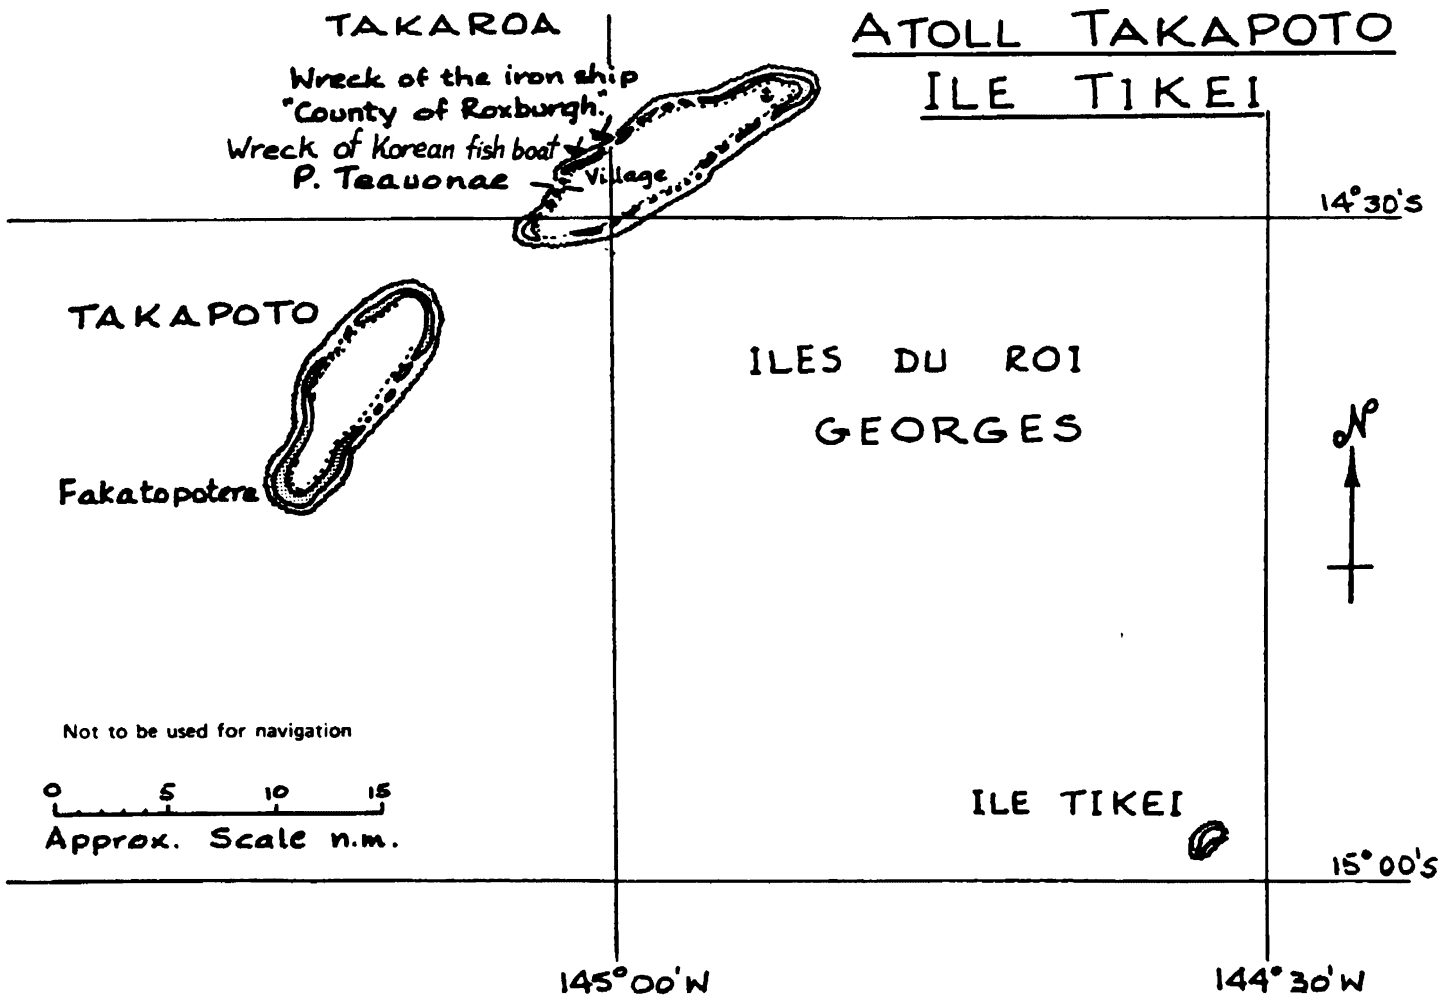 TAKAROA
ATOLL TAKAPOTO
ILE TIKEI
Wreck of the iron ship
"County of Roxburgh."
Wreck of Korean fish boat
P. Teauonae
Village
14°30'S
TAKAPOTO
ILES DU ROI
GEORGES
N
Fakatopotere
Not to be used for navigation
0 5 10 15
Approx. Scale n.m.
ILE TIKEI
15°00'S
145°00'W
144°30'W